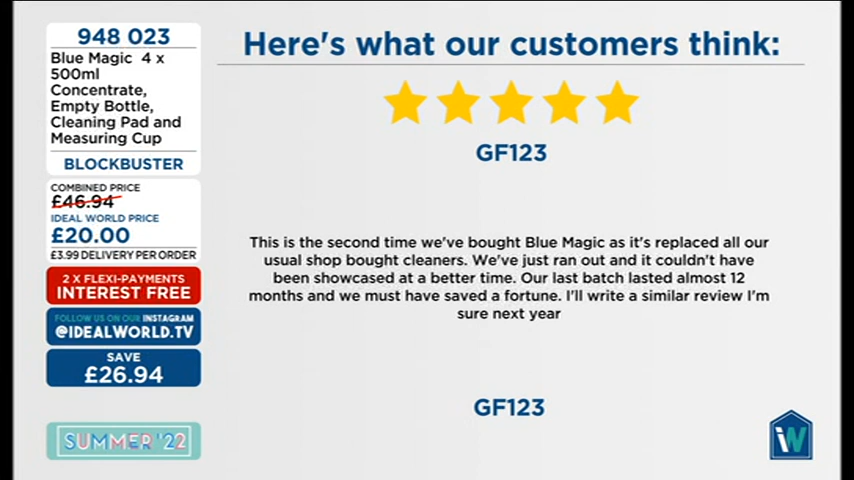 948 023
Blue Magic 4 x
500ml
Concentrate,
Empty Bottle,
Cleaning Pad and
Measuring Cup
BLOCKBUSTER
COMBINED PRICE
£46.94
IDEAL WORLD PRICE
£20.00
£3.99 DELIVERY PER ORDER
2 X FLEXI-PAYMENTS
INTEREST FREE
FOLLOW US ON OUR INSTAGRAM
@IDEALWORLD.TV
SAVE
£26.94
SUMMER '22
Here's what our customers think:
GF123
This is the second time we've bought Blue Magic as it's replaced all our
usual shop bought cleaners. We've just ran out and it couldn't have
been showcased at a better time. Our last batch lasted almost 12
months and we must have saved a fortune. I'll write a similar review I'm
sure next year
GF123
iW